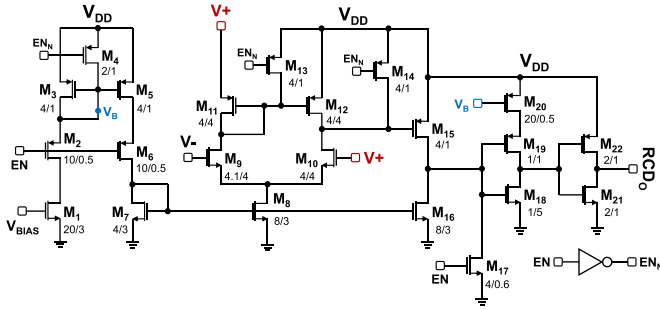 V+
VDD
VDD
ENN
M4
2/1
M3
4/1
M5
4/1
VB
M2
10/0.5
M6
10/0.5
EN
VBIAS
M1
20/3
M7
4/3
ENN
M13
4/1
M11
4/4
M12
4/4
ENN
M14
4/1
V-
M9
4.1/4
M10
4/4
V+
M8
8/3
M15
4/1
M16
8/3
VDD
VB
M20
20/0.5
M19
1/1
M22
2/1
M18
1/5
M21
2/1
RCDO
M17
4/0.6
EN
EN
ENN